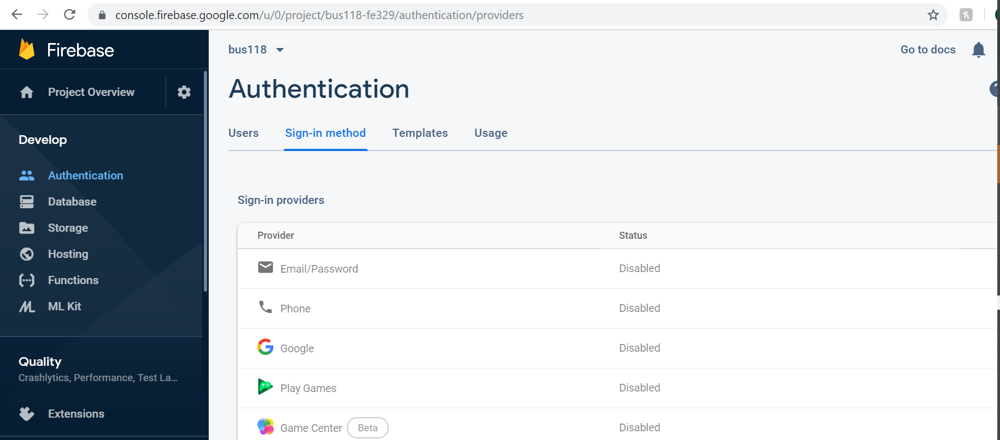 console.firebase.google.com/u/0/project/bus118-fe329/authentication/providers
Firebase
Project Overview
Develop
Authentication
Database
Storage
Hosting
Functions
ML Kit
Quality
Crashlytics, Performance, Test La...
Extensions
bus118
Go to docs
Authentication
Users Sign-in method Templates Usage
Sign-in providers
Provider Status
Email/Password Disabled
Phone Disabled
Google Disabled
Play Games Disabled
Game Center Beta Disabled